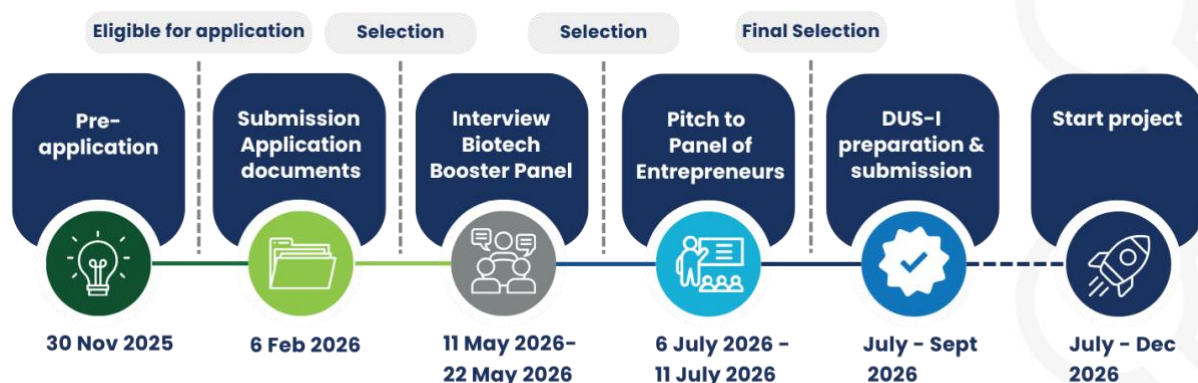 Eligible for application
Selection
Selection
Final Selection
Pre-
application
Submission
Application
documents
Interview
Biotech
Booster Panel
Pitch to
Panel of
Entrepreneurs
DUS-I
preparation &
submission
Start project
30 Nov 2025
6 Feb 2026
11 May 2026-
22 May 2026
6 July 2026 -
11 July 2026
July - Sept
2026
July - Dec
2026